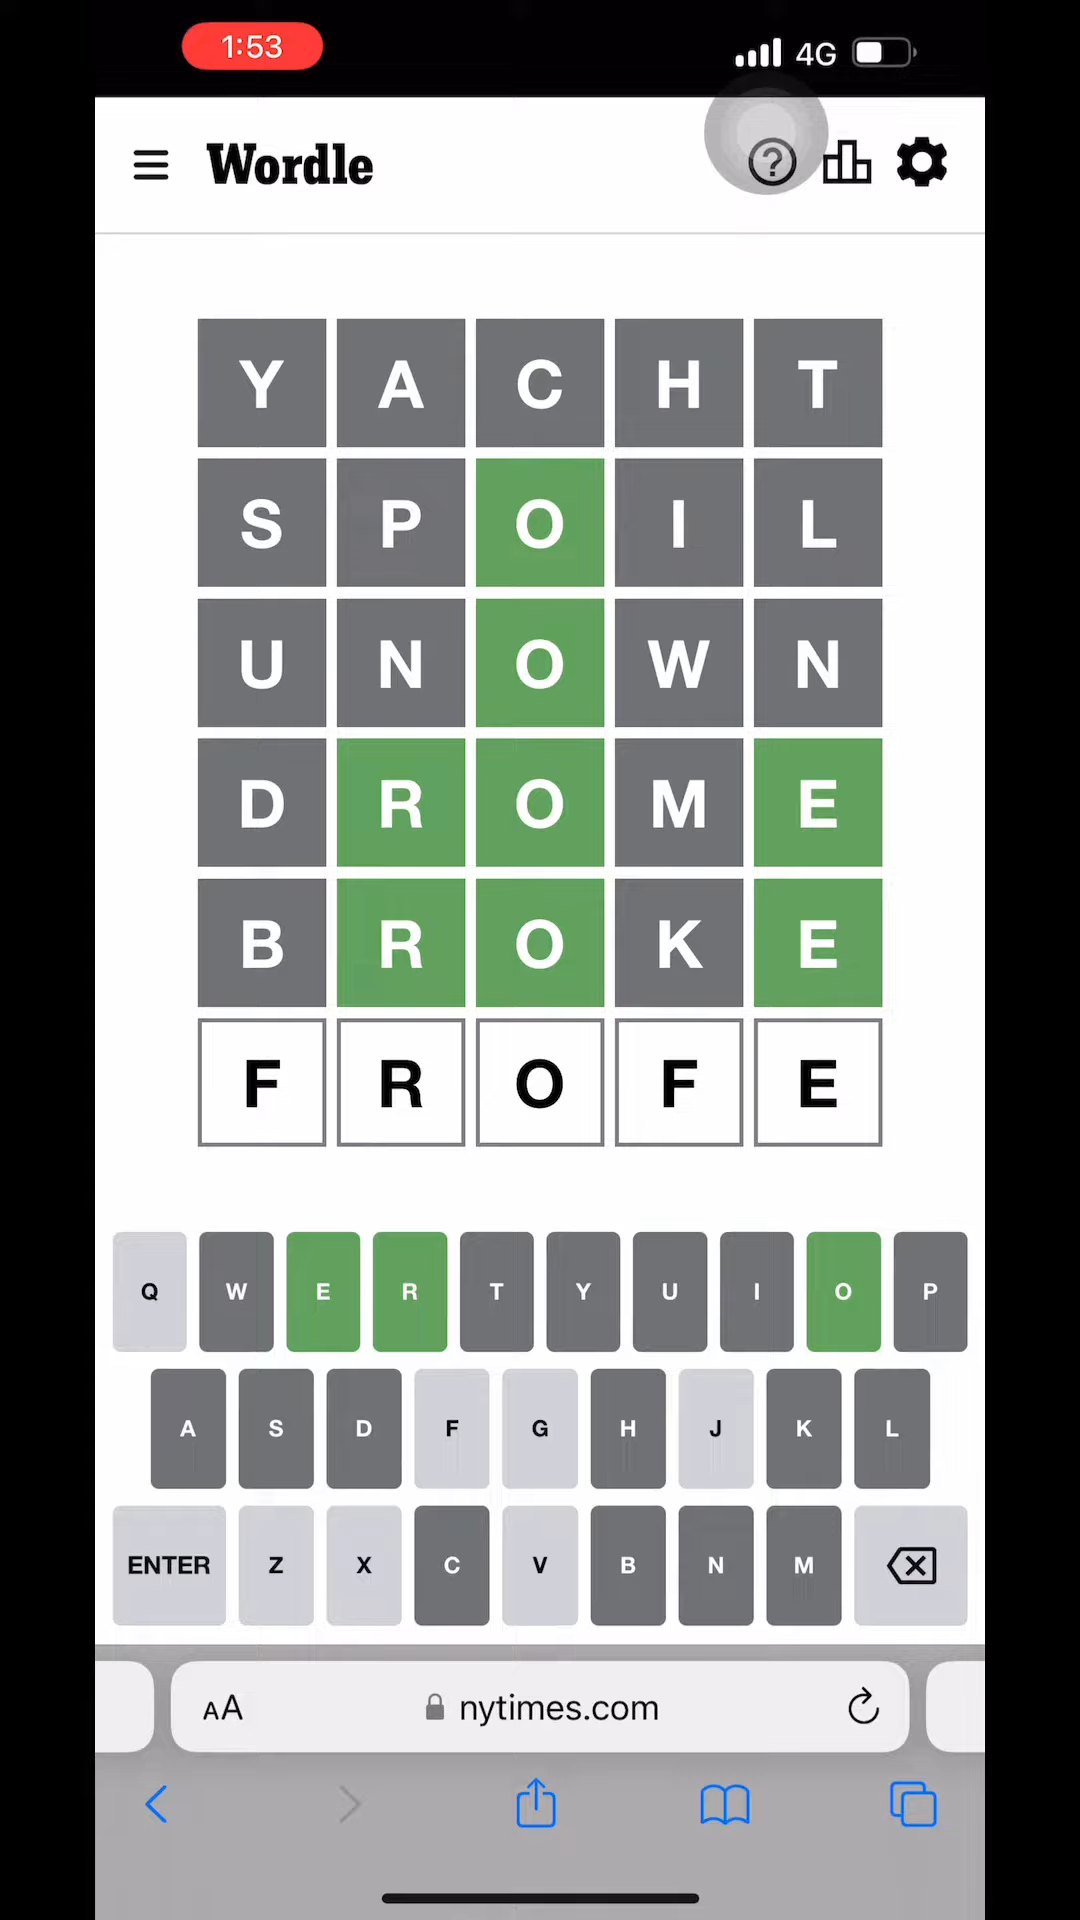 1:53 4G
Wordle ?
Y A C H T
S P O I L
U N O W N
D R O M E
B R O K E
F R O F E
Q W E R T Y U I O P
A S D F G H J K L
ENTER Z X C V B N M
AA nytimes.com